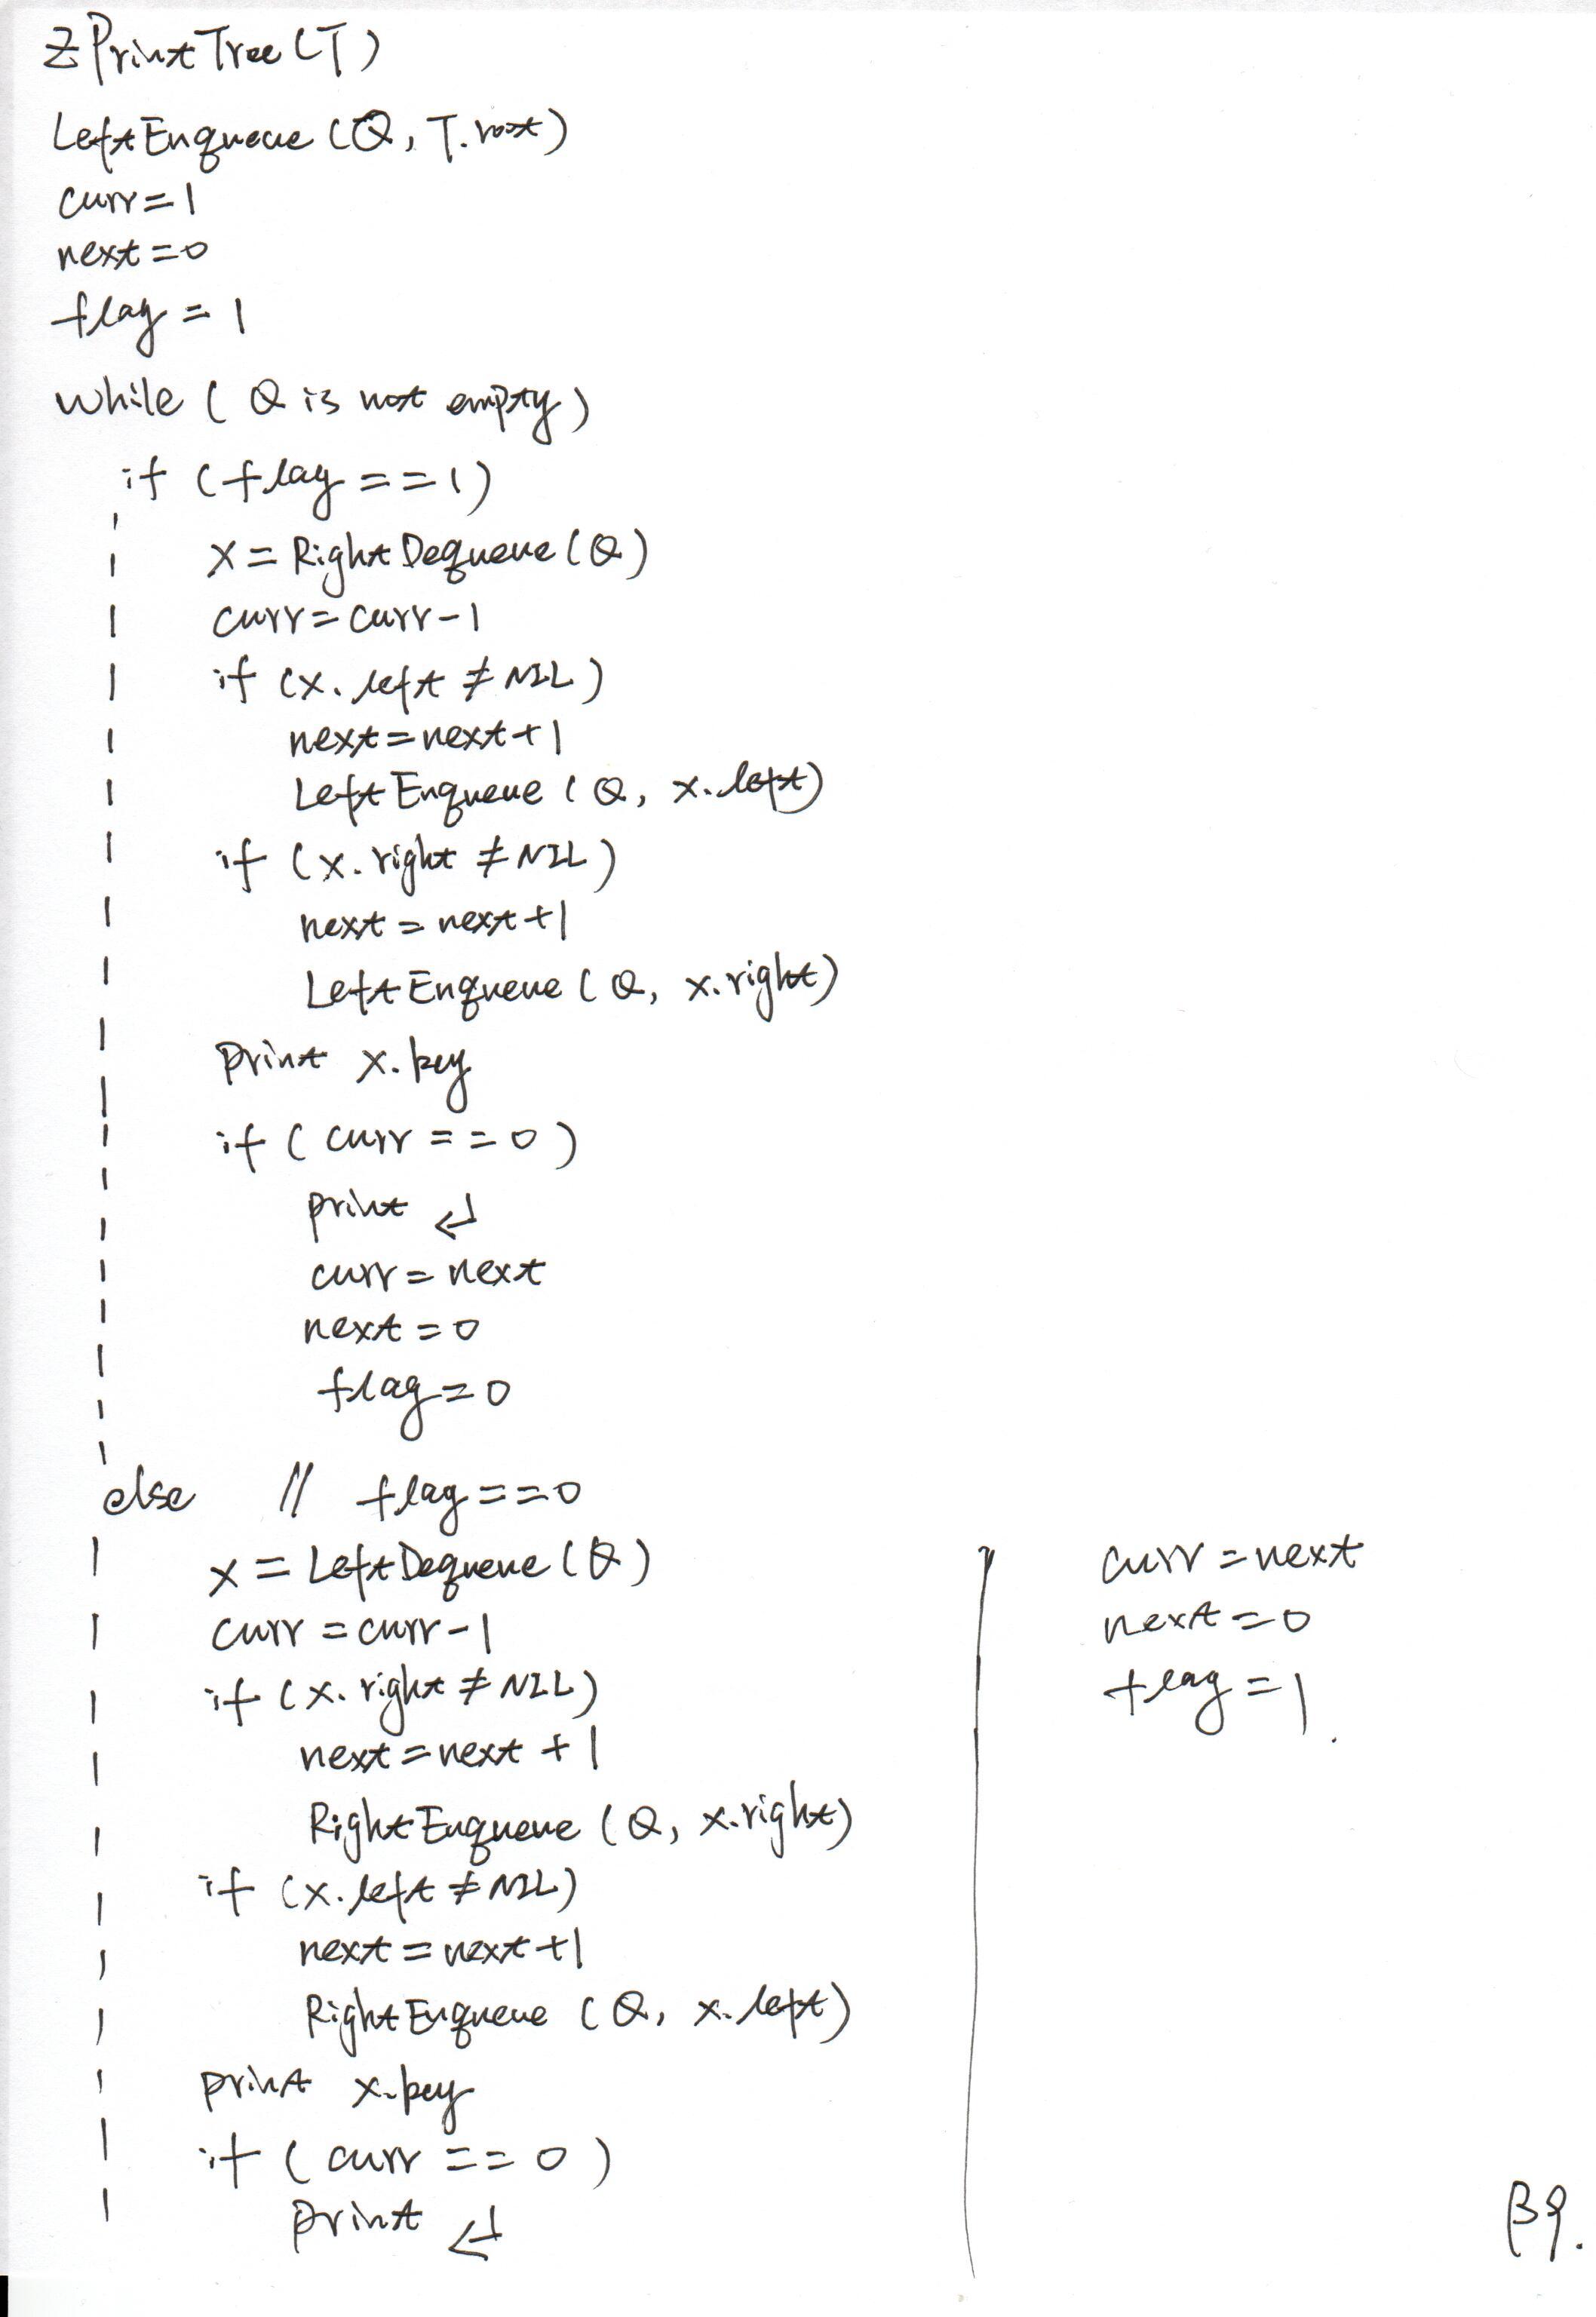 ZPrintTree(T)
LeftEnqueue(Q, T.root)
curr=1
next=0
flag=1
while (Q is not empty)
if (flag==1)
x=RightDequeue(Q)
curr=curr-1
if (x.left≠NIL)
next=next+1
LeftEnqueue(Q, x.left)
if (x.right≠NIL)
next=next+1
LeftEnqueue(Q, x.right)
print x.key
if (curr==0)
print ↵
curr=next
next=0
flag=0
else // flag==0
x=LeftDequeue(Q)
curr=curr-1
if (x.right≠NIL)
next=next+1
RightEnqueue(Q, x.right)
if (x.left≠NIL)
next=next+1
RightEnqueue(Q, x.left)
print x.key
if (curr==0)
print ↵
curr=next
next=0
flag=1.